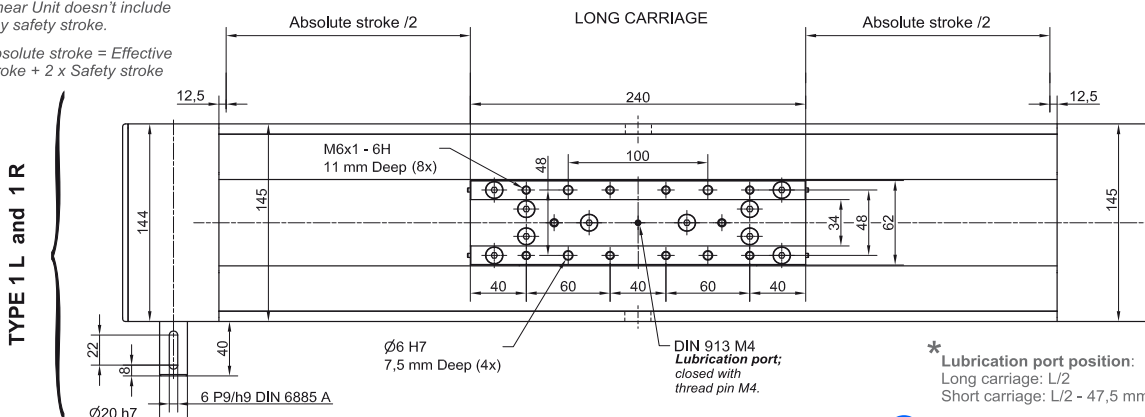 near Unit doesn't include
y safety stroke.
solute stroke = Effective
roke + 2 x Safety stroke
Absolute stroke /2
LONG CARRIAGE
Absolute stroke /2
12,5
240
12,5
TYPE 1 L and 1 R
M6x1 - 6H
11 mm Deep (8x)
48
100
144
145
34
48
62
145
40
60
40
60
40
22
8
40
Ø6 H7
7,5 mm Deep (4x)
DIN 913 M4
Lubrication port;
closed with
thread pin M4.
6 P9/h9 DIN 6885 A
Ø20 h7
*Lubrication port position:
Long carriage: L/2
Short carriage: L/2 - 47,5 mm